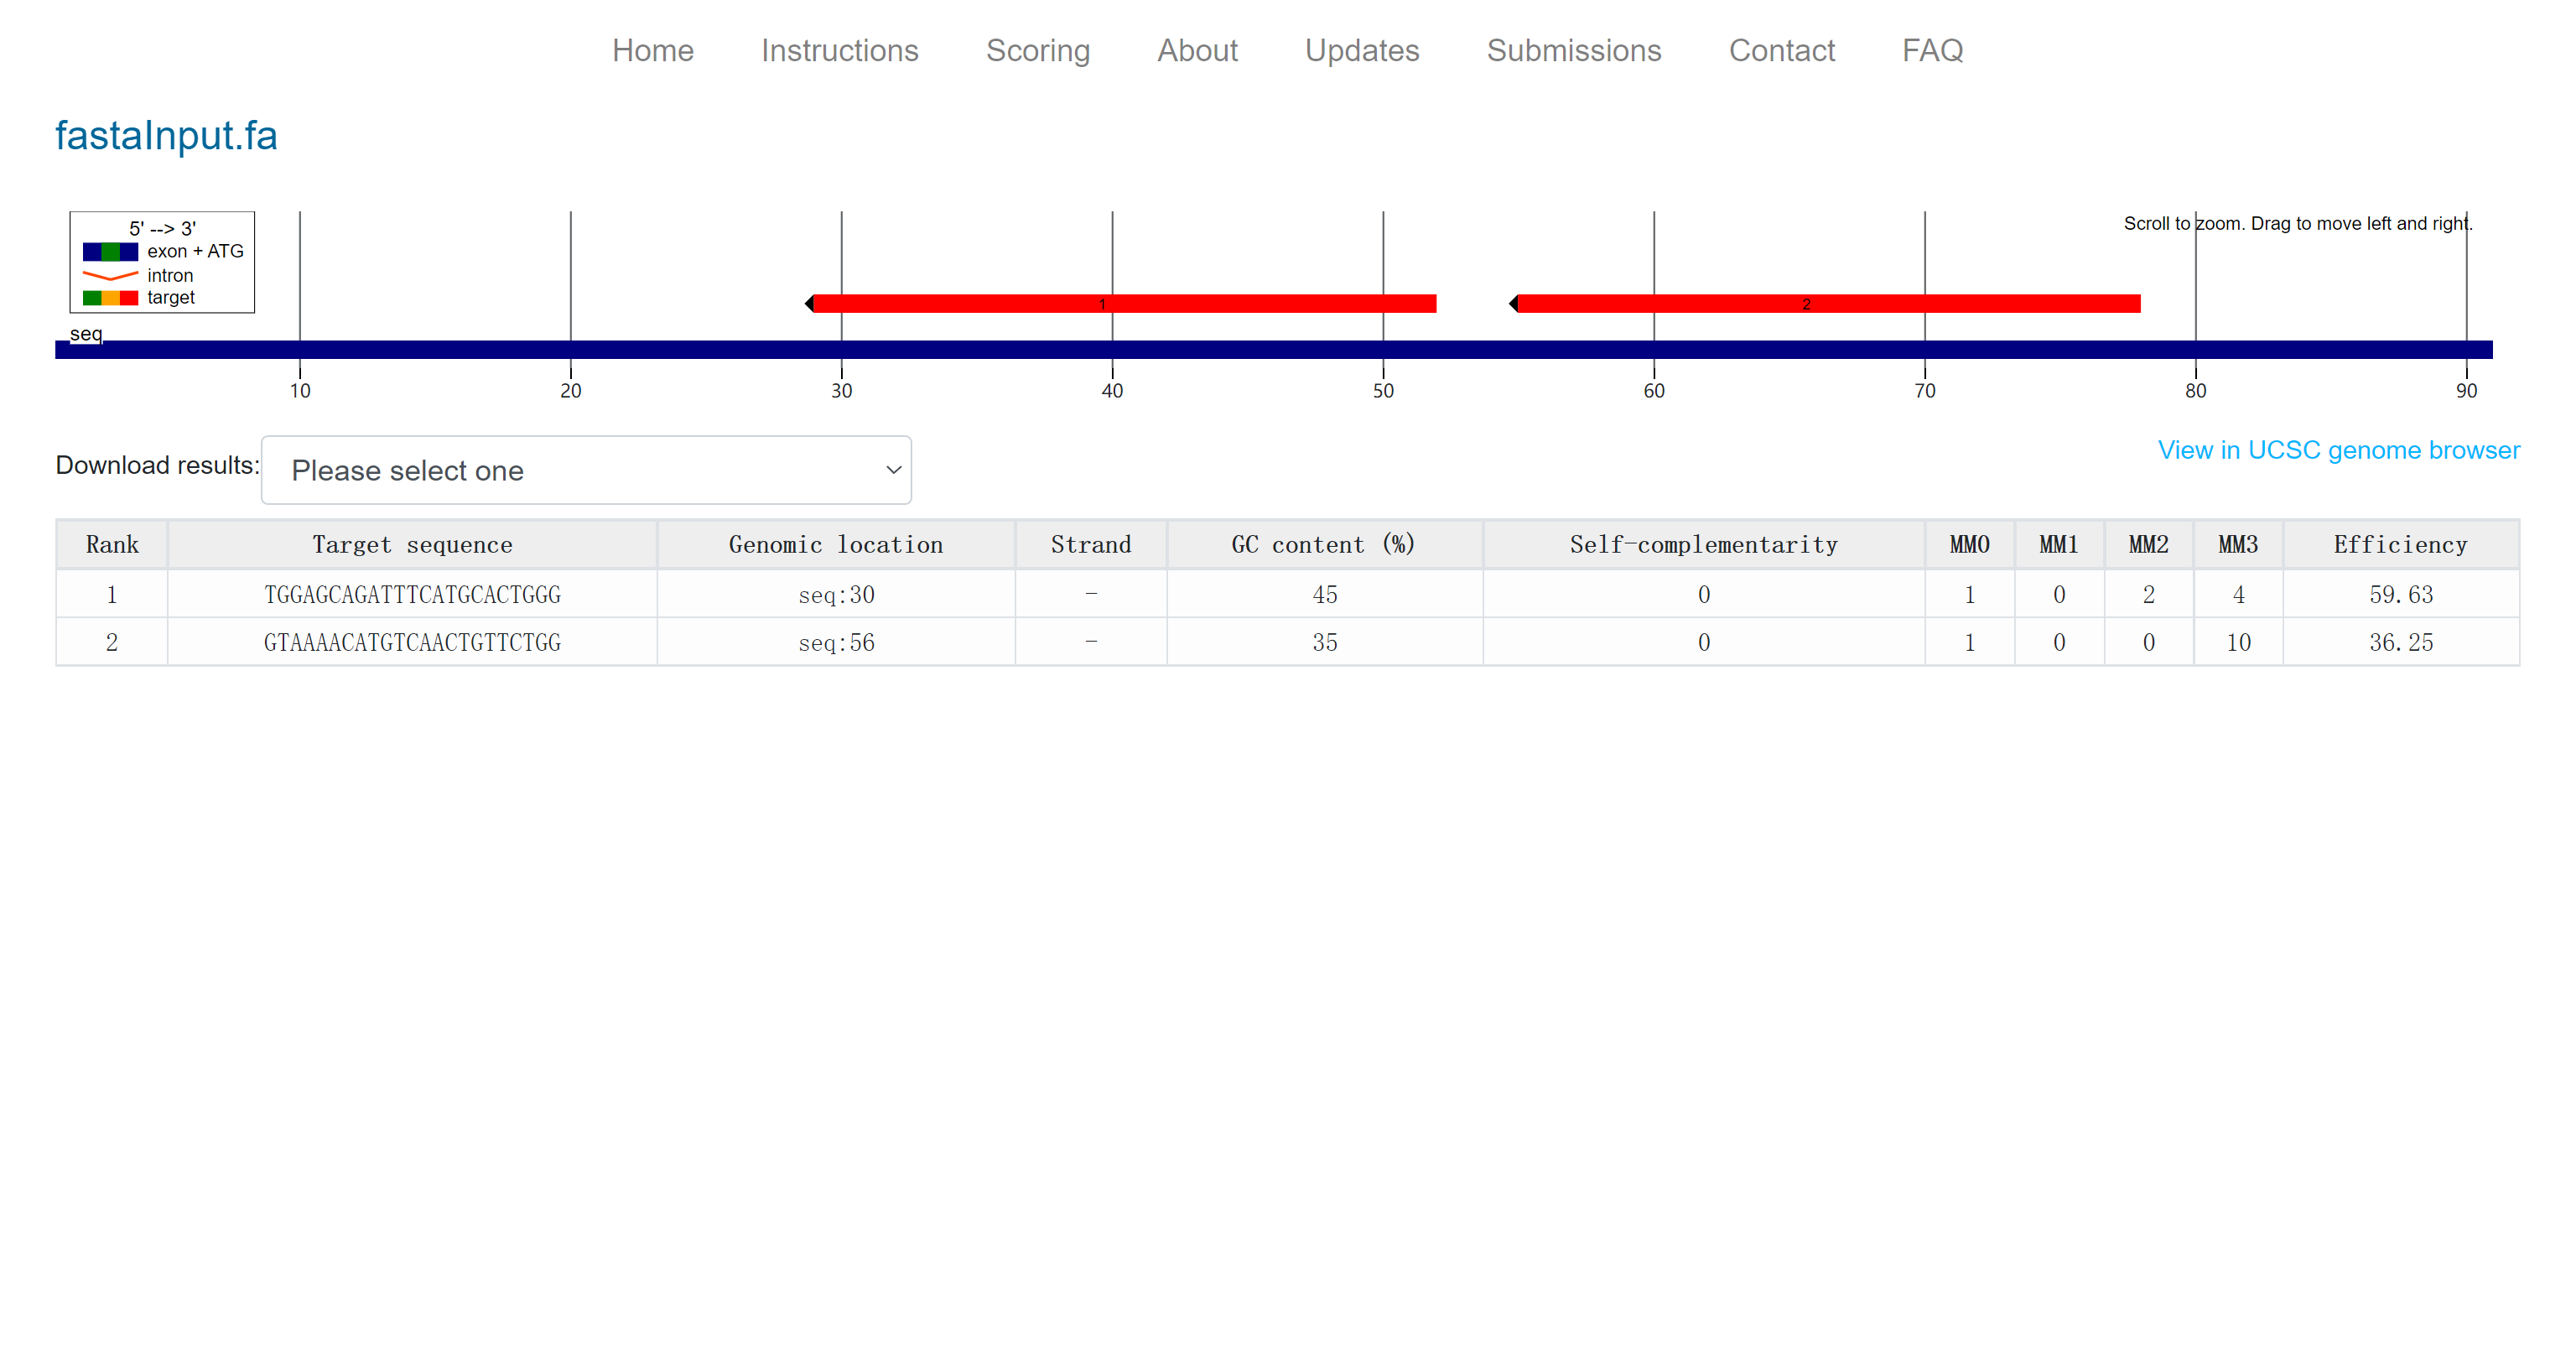 Home Instructions Scoring About Updates Submissions Contact FAQ
fastaInput.fa
5' --> 3'
exon + ATG
intron
target
Scroll to zoom. Drag to move left and right.
1 2
seq
10 20 30 40 50 60 70 80 90
Download results: Please select one
View in UCSC genome browser
Rank Target sequence Genomic location Strand GC content (%) Self-complementarity MM0 MM1 MM2 MM3 Efficiency
1 TGGAGCAGATTTCATGCACTGGG seq:30 - 45 0 1 0 2 4 59.63
2 GTAAAACATGTCAACTGTTCTGG seq:56 - 35 0 1 0 0 10 36.25